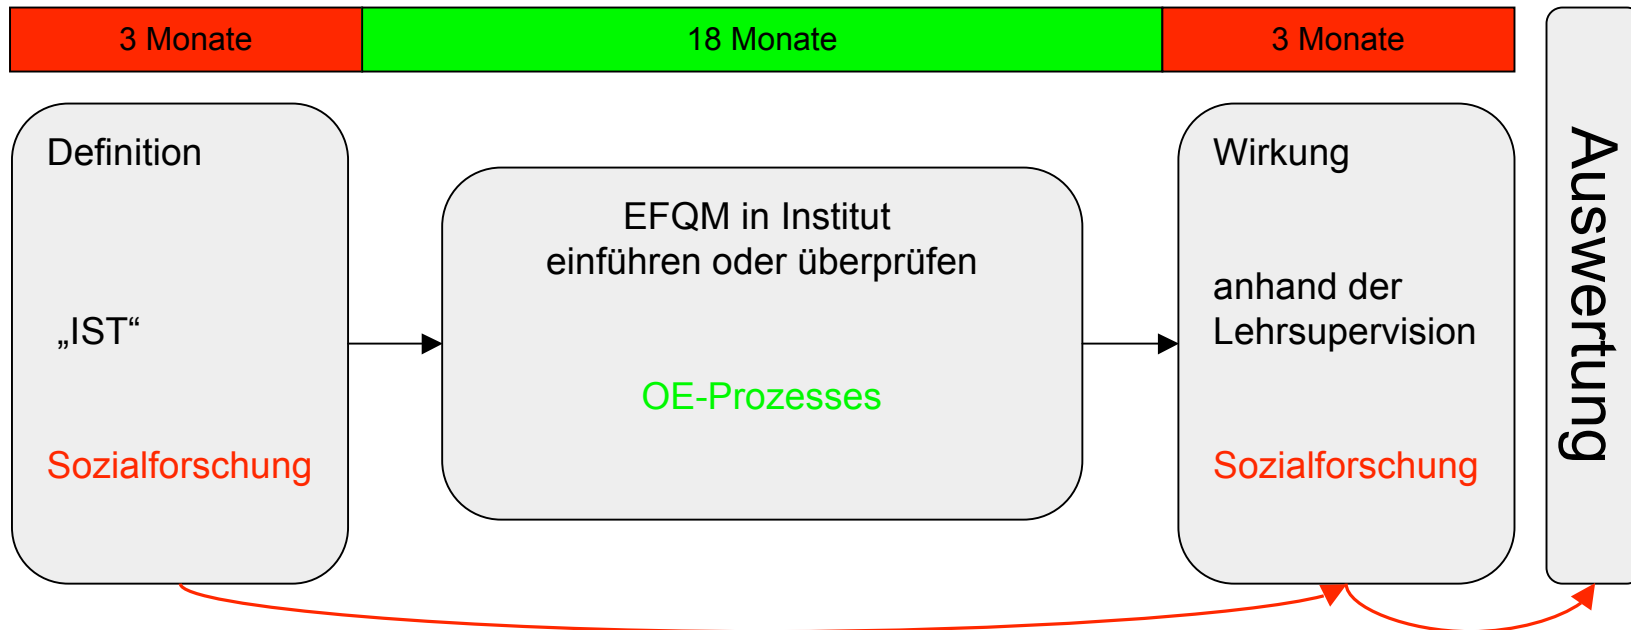 3 Monate
18 Monate
3 Monate
Definition
„IST“
Sozialforschung
EFQM in Institut
einführen oder überprüfen
OE-Prozesses
Wirkung
anhand der
Lehrsupervision
Sozialforschung
Auswertung